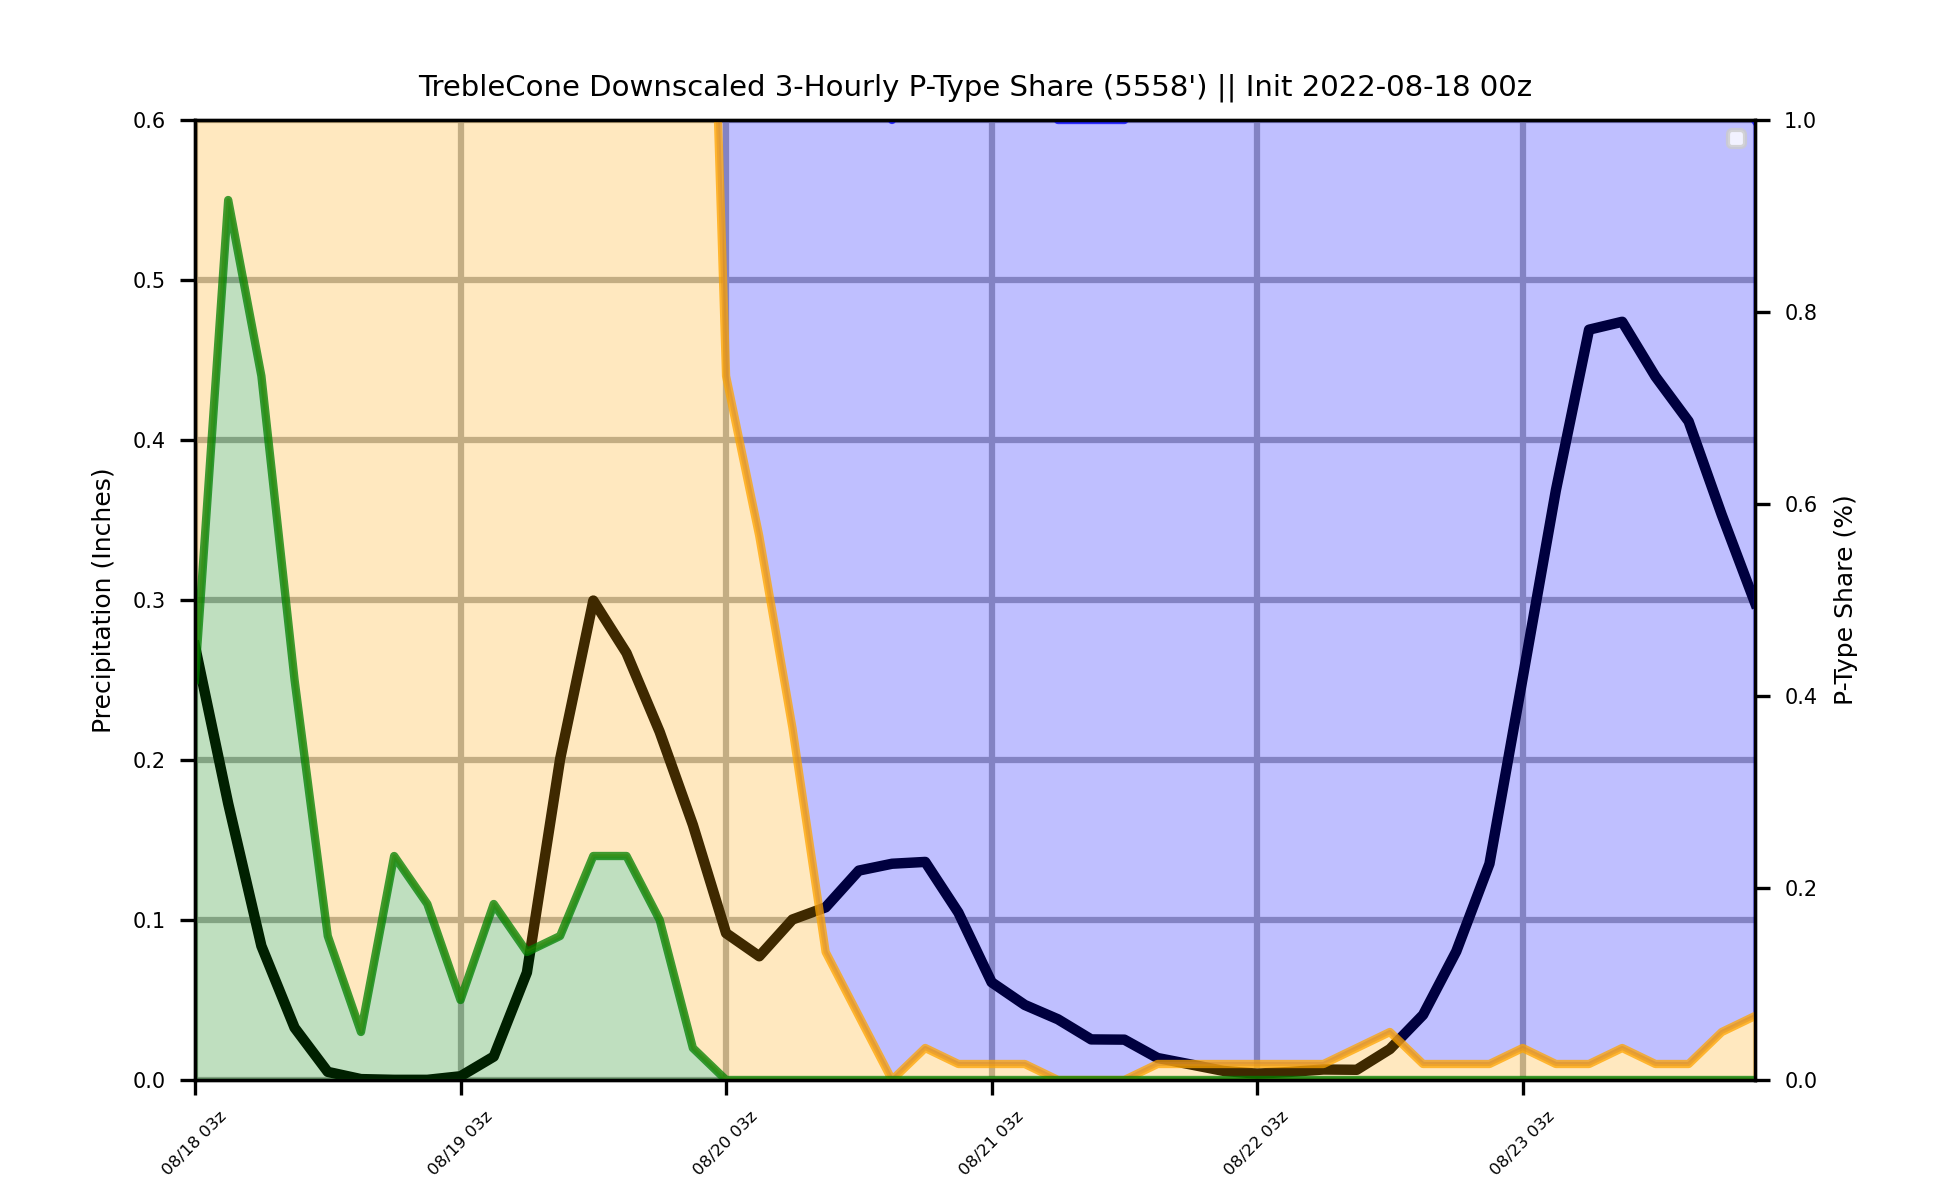 TrebleCone Downscaled 3-Hourly P-Type Share (5558') || Init 2022-08-18 00z
0.6
0.5
0.4
0.3
0.2
0.1
0.0
Precipitation (Inches)
1.0
0.8
0.6
0.4
0.2
0.0
P-Type Share (%)
08/18 03z
08/19 03z
08/20 03z
08/21 03z
08/22 03z
08/23 03z